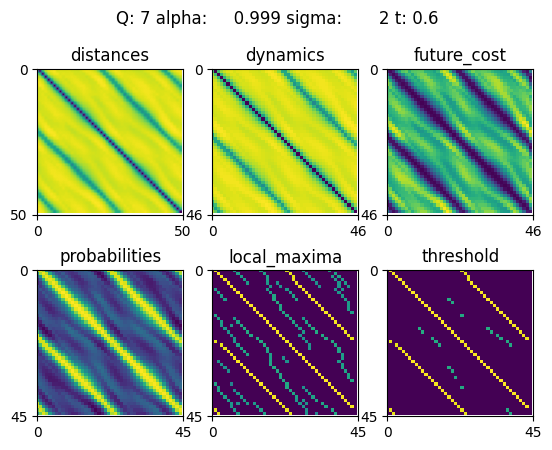 Q: 7 alpha: 0.999 sigma: 2 t: 0.6
distances dynamics future_cost
0 0 0
50 46 46
0 50 0 46 0 46
probabilities local_maxima threshold
0 0 0
45 45 45
0 45 0 45 0 45